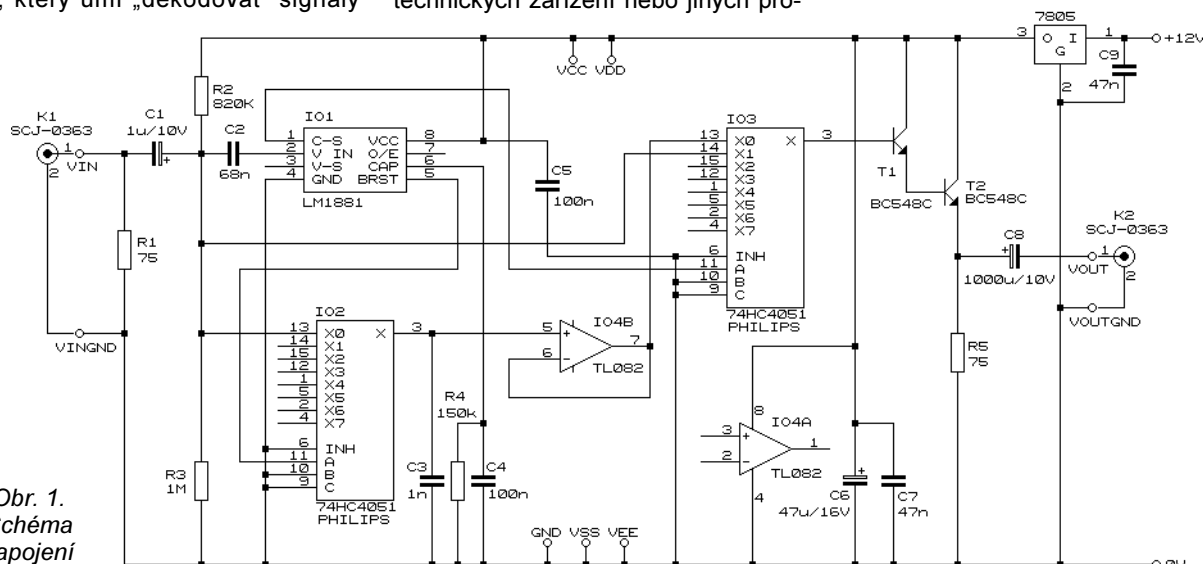 , který umí „dekódovat" signály
technických zařízení nebo jiných pro-
7805
3 O I 1
G
2
+12V
C9
47n
VCC VDD
R2
820K
K1
SCJ-0363
1
2
VIN
C1
1u/10V
+
C2
68n
IO1
1 C-S VCC 8
2 V IN O/E 7
3 V-S CAP 6
4 GND BRST 5
LM1881
C5
100n
IO3
13 X0 X 3
14 X1
15 X2
12 X3
1 X4
5 X5
2 X6
4 X7
6 INH
11 A
10 B
9 C
74HC4051
PHILIPS
T1
BC548C
T2
BC548C
K2
SCJ-0363
1
2
C8
+
1000u/10V
VOUT
VOUTGND
R1
75
VINGND
IO2
13 X0 X 3
14 X1
15 X2
12 X3
1 X4
5 X5
2 X6
4 X7
6 INH
11 A
10 B
9 C
74HC4051
PHILIPS
5 +
6 −
IO4B
7
TL082
R4
150k
R5
75
8
3 +
2 −
IO4A
1
TL082
4
R3
1M
C3
1n
C4
100n
+
C6
47u/16V
C7
47n
GND VSS VEE
Obr. 1.
Schéma
zapojení
0V